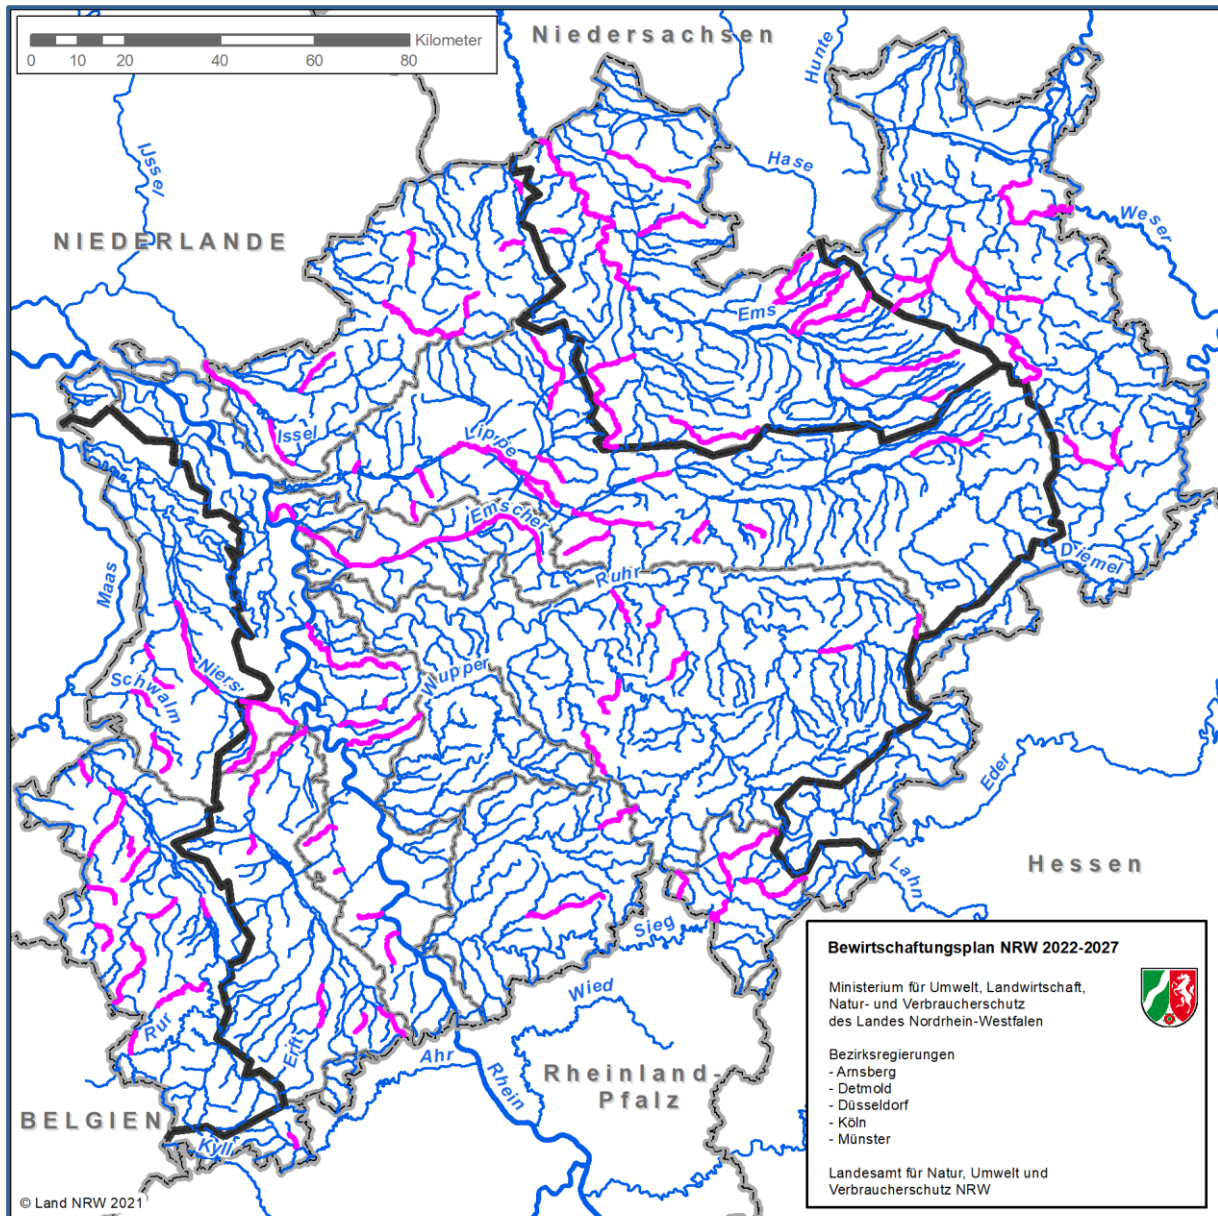 Kilometer
0 10 20 40 60 80
Niedersachsen
Hunte
IJssel
Hase
NIEDERLANDE
Weser
Ems
Issel
Lippe
Emscher
Maas
Ruhr
Diemel
Niers
Wupper
Schwalm
Eder
Hessen
Lahn
Sieg
Wied
Rur
Erft
Ahr
Rhein
Rheinland-
Pfalz
BELGIEN
Kyll
Bewirtschaftungsplan NRW 2022-2027
Ministerium für Umwelt, Landwirtschaft,
Natur- und Verbraucherschutz
des Landes Nordrhein-Westfalen
Bezirksregierungen
- Arnsberg
- Detmold
- Düsseldorf
- Köln
- Münster
Landesamt für Natur, Umwelt und
Verbraucherschutz NRW
© Land NRW 2021